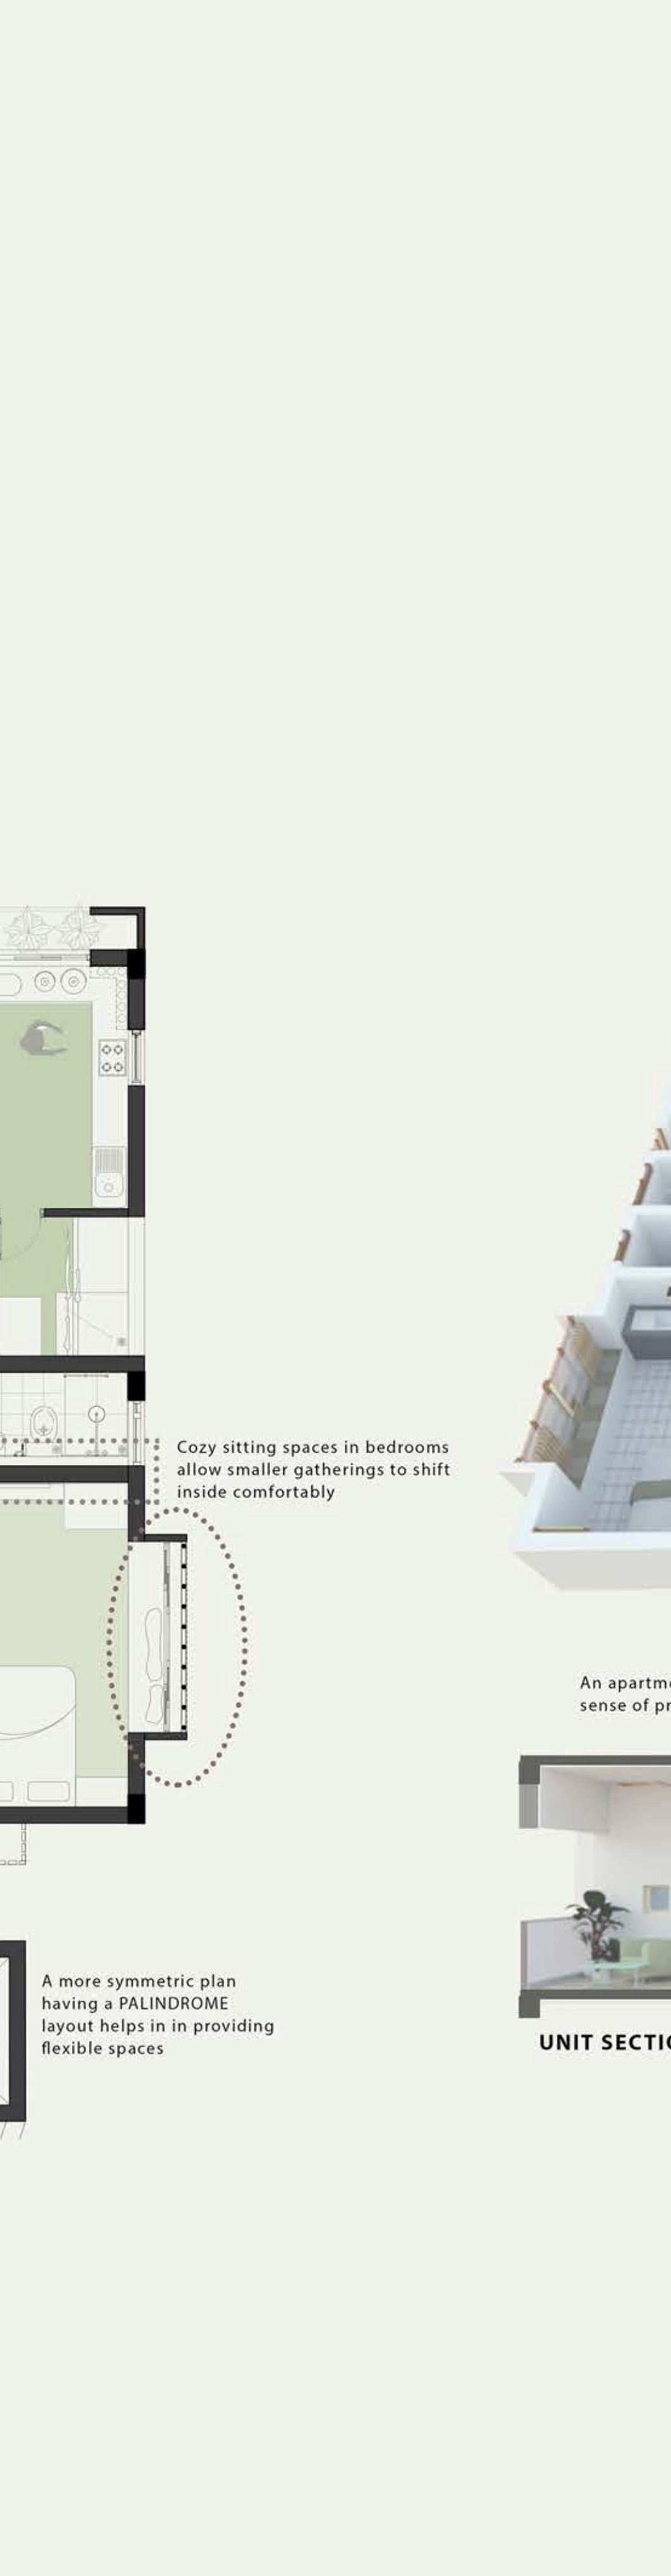 Cozy sitting spaces in bedrooms
allow smaller gatherings to shift
inside comfortably
An apartm
sense of pr
A more symmetric plan
having a PALINDROME
layout helps in in providing
flexible spaces
UNIT SECTI